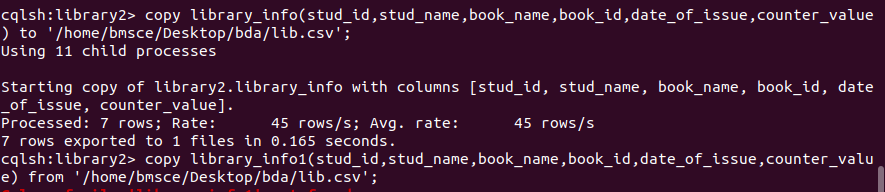 cqlsh:library2> copy library_info(stud_id,stud_name,book_name,book_id,date_of_issue,counter_value
) to '/home/bmsce/Desktop/bda/lib.csv';
Using 11 child processes
Starting copy of library2.library_info with columns [stud_id, stud_name, book_name, book_id, date
_of_issue, counter_value].
Processed: 7 rows; Rate:      45 rows/s; Avg. rate:      45 rows/s
7 rows exported to 1 files in 0.165 seconds.
cqlsh:library2> copy library_info1(stud_id,stud_name,book_name,book_id,date_of_issue,counter_valu
e) from '/home/bmsce/Desktop/bda/lib.csv';